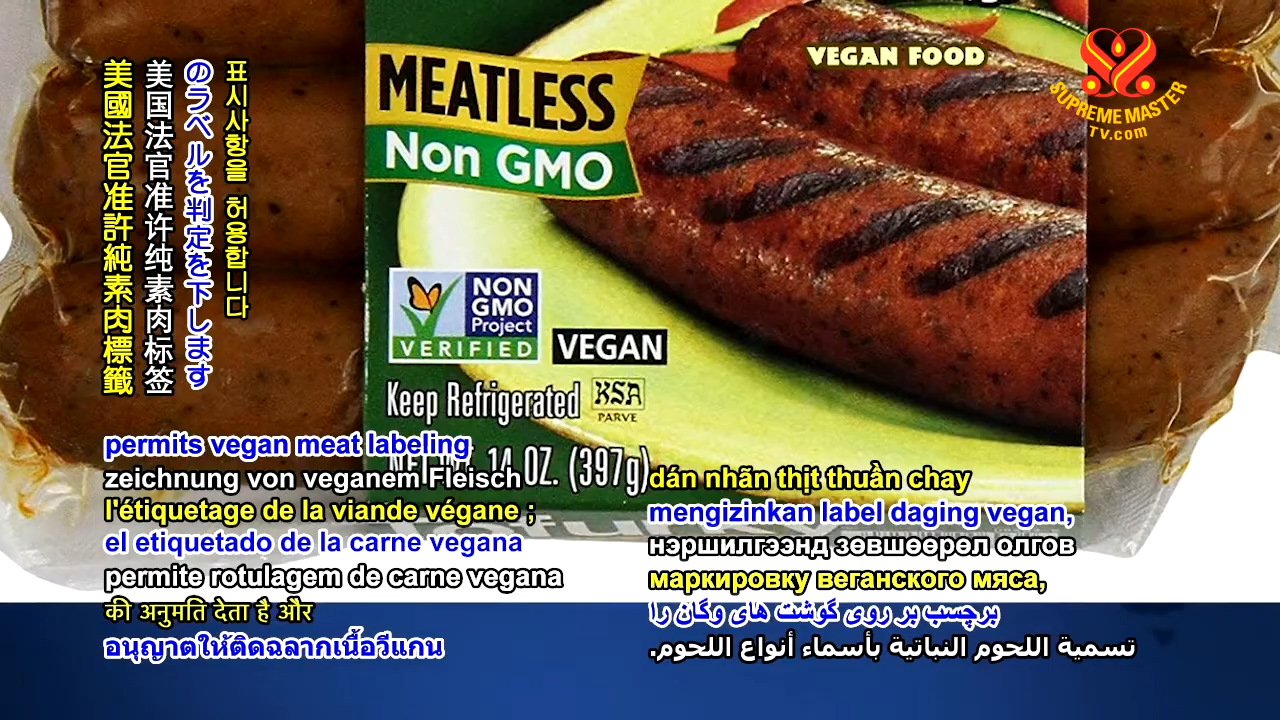 VEGAN FOOD
SUPREME MASTER
TV.com
MEATLESS
Non GMO
NON
GMO
Project
VERIFIED
VEGAN
Keep Refrigerated
KSA
PARVE
14 OZ. (397g)
美國法官准許純素肉標籤
美国法官准许纯素肉标签
のラベルを判定を下します
표시사항을 허용합니다
permits vegan meat labeling
zeichnung von veganem Fleisch
l'étiquetage de la viande végane ;
el etiquetado de la carne vegana
permite rotulagem de carne vegana
की अनुमति देता है और
อนุญาตให้ติดฉลากเนื้อวีแกน
dán nhãn thịt thuần chay
mengizinkan label daging vegan,
нэршилгээнд зөвшөөрөл олгов
маркировку веганского мяса,
برچسب بر روی گوشت های وگان را
تسمية اللحوم النباتية بأسماء أنواع اللحوم.